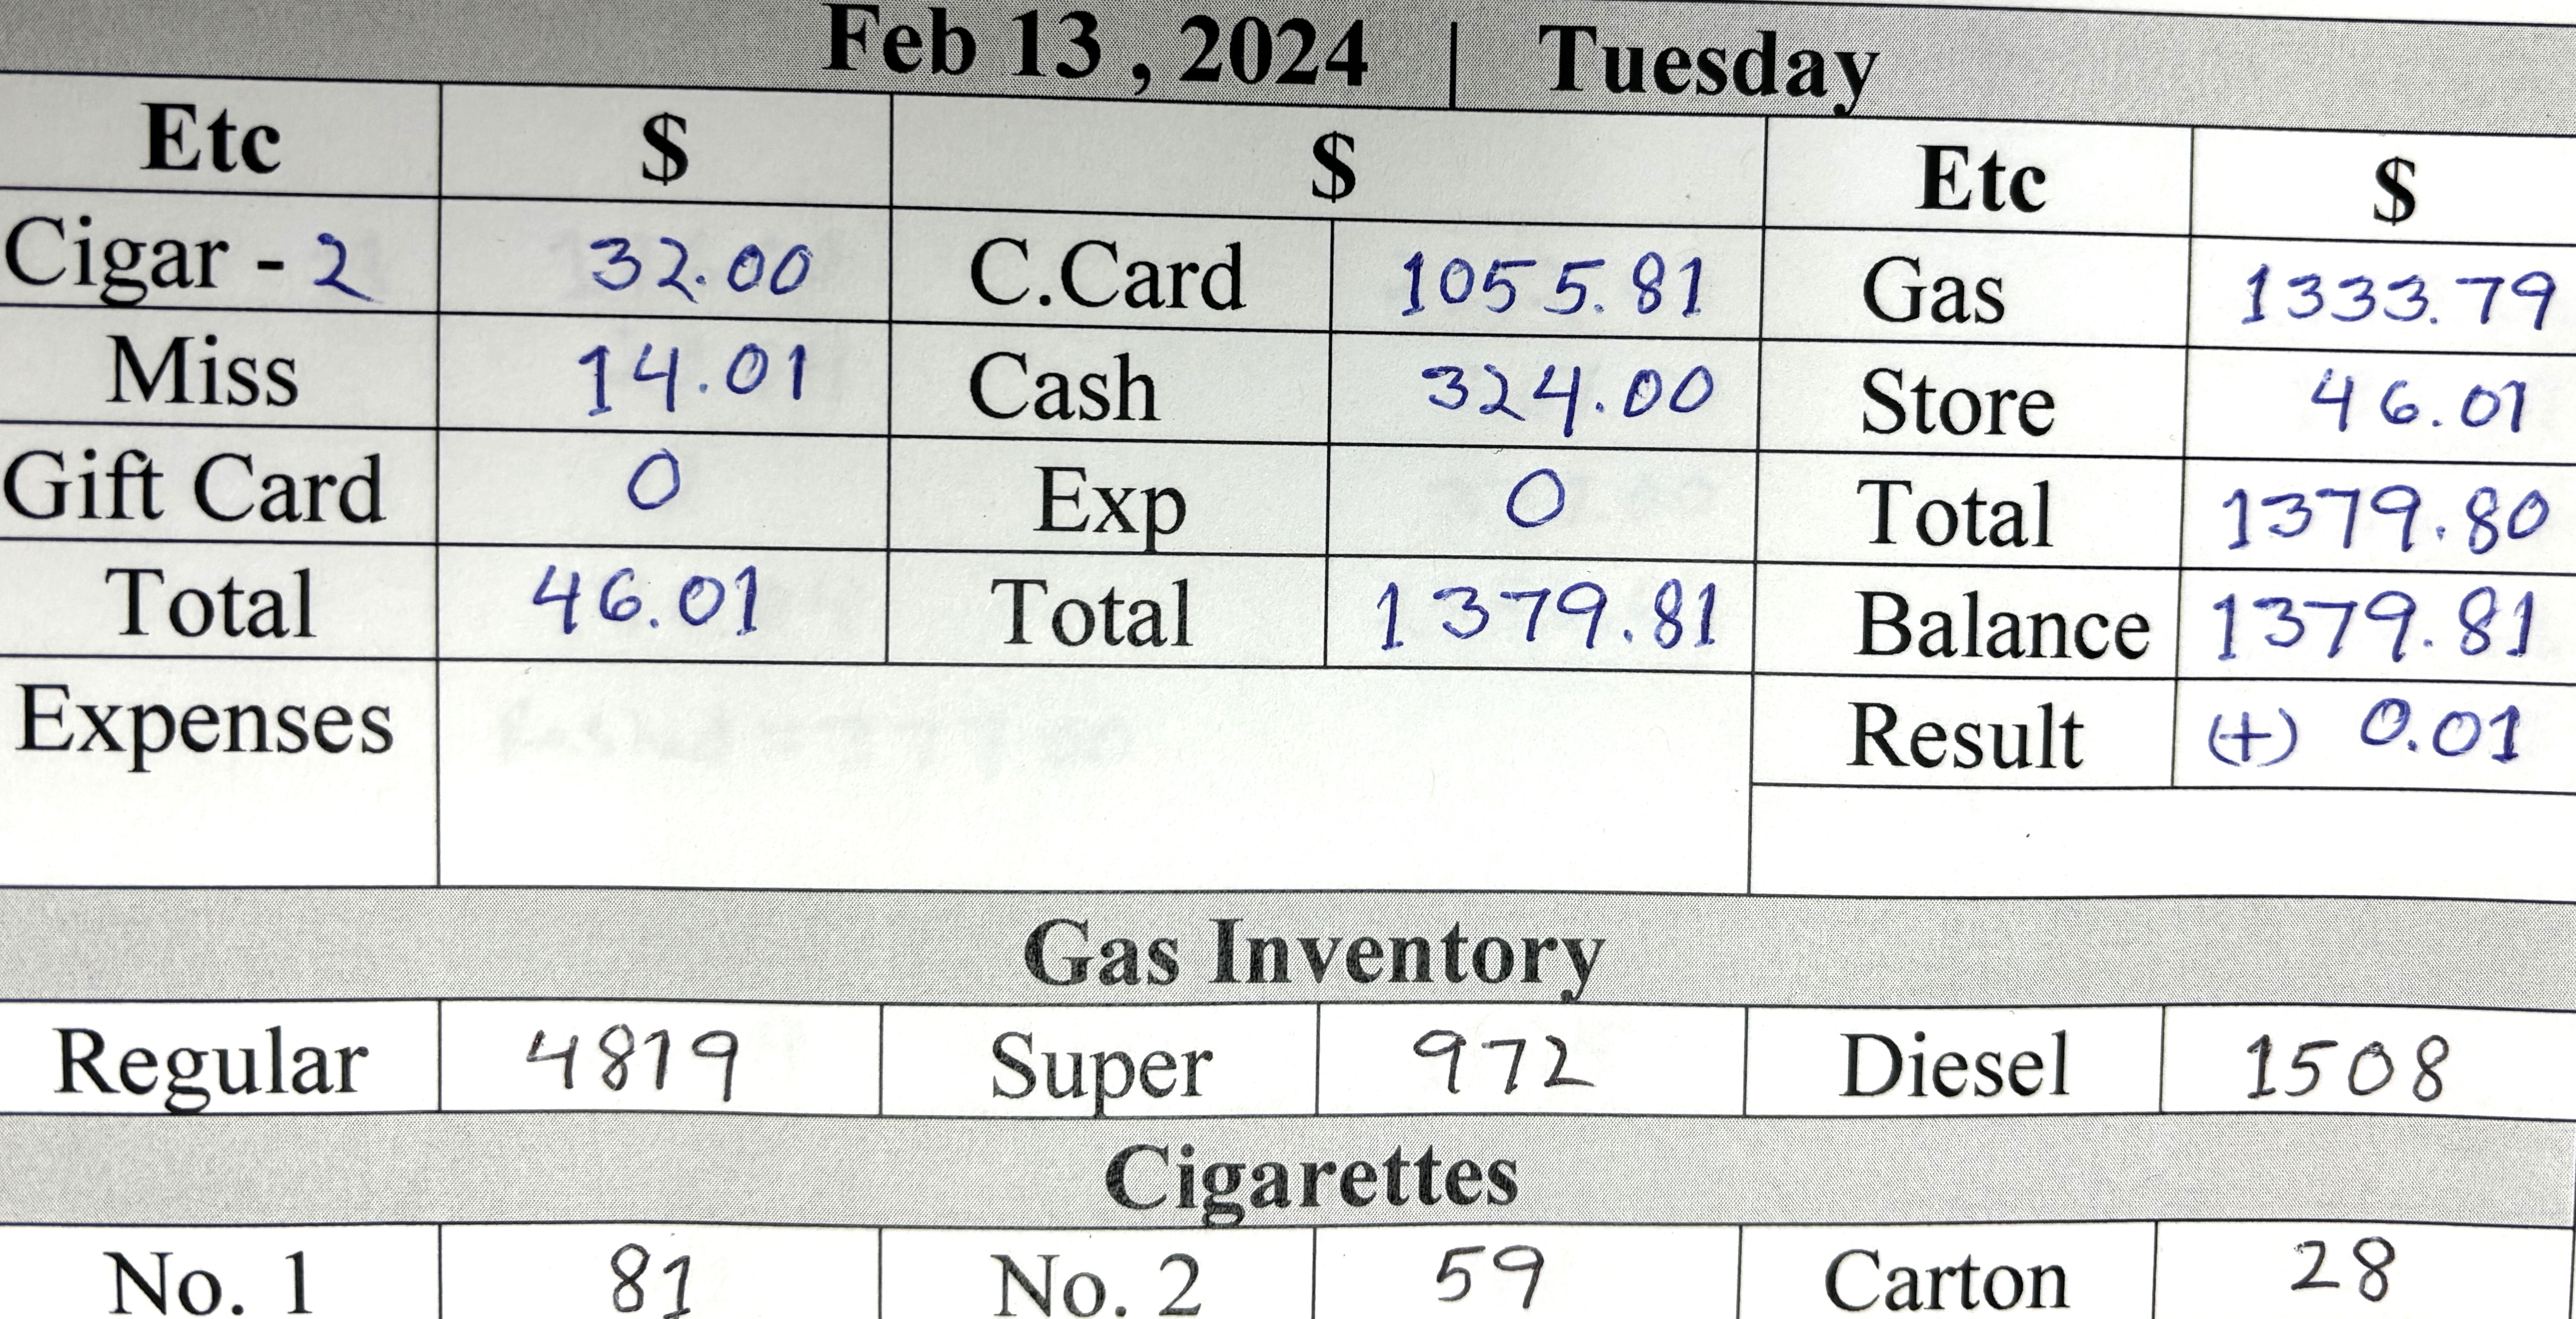 Feb 13 , 2024 | Tuesday
Etc $ $ Etc $
Cigar - 2 32.00 C.Card 1055.81 Gas 1333.79
Miss 14.01 Cash 324.00 Store 46.01
Gift Card 0 Exp 0 Total 1379.80
Total 46.01 Total 1379.81 Balance 1379.81
Expenses Result (+) 0.01
Gas Inventory
Regular 4819 Super 972 Diesel 1508
Cigarettes
No. 1 81 No. 2 59 Carton 28